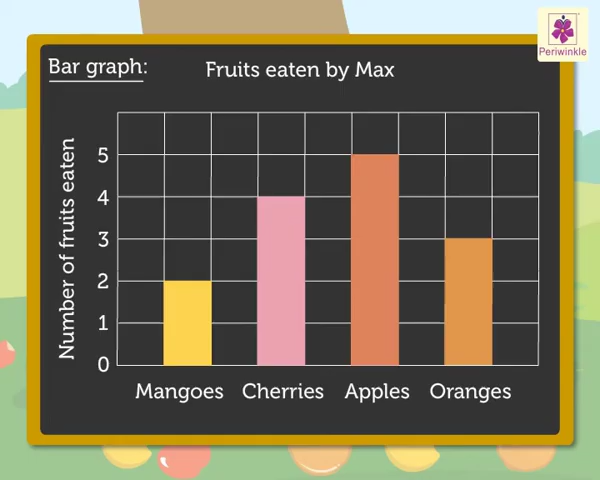 Periwinkle
Bar graph:
Fruits eaten by Max
Number of fruits eaten
5
4
3
2
1
0
Mangoes Cherries Apples Oranges